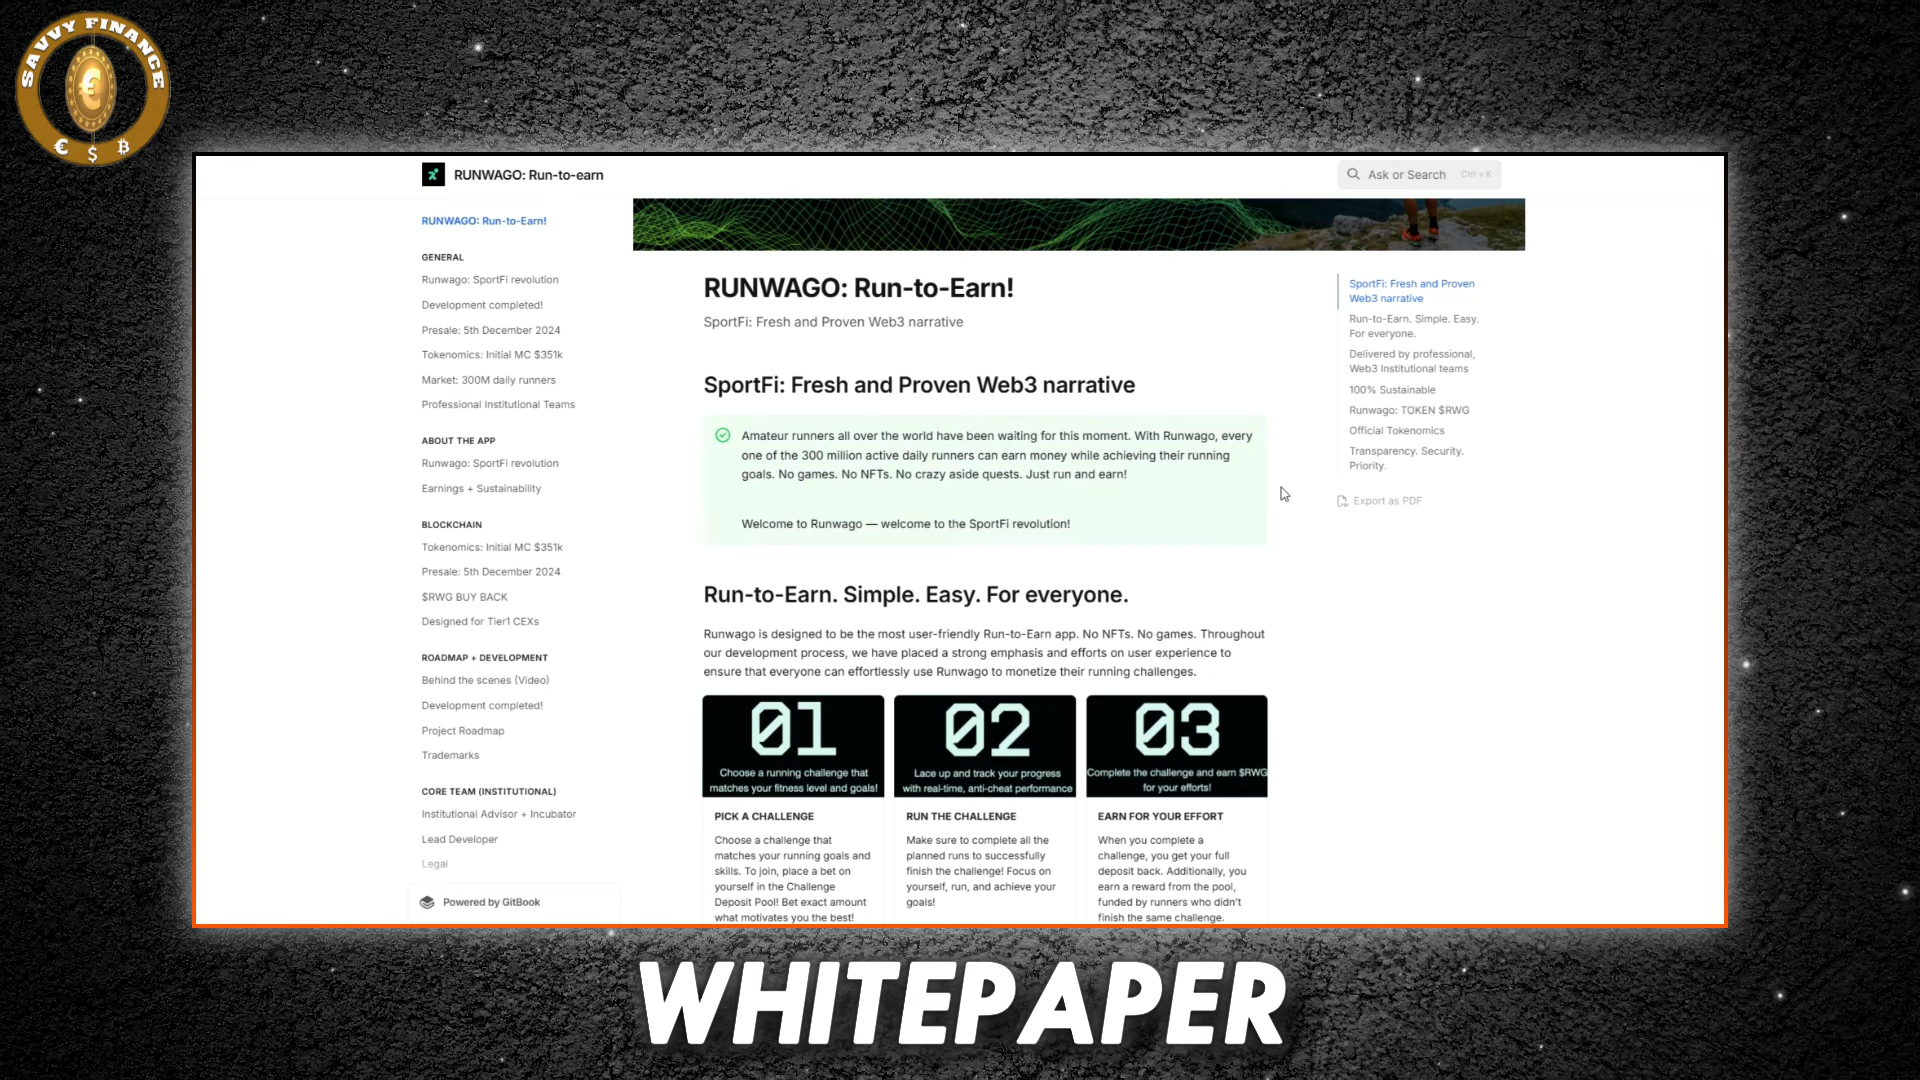 SAVVY FINANCE
€ $ ₿
RUNWAGO: Run-to-earn
Ask or Search Ctrl + K
RUNWAGO: Run-to-Earn!
GENERAL
Runwago: SportFi revolution
Development completed!
Presale: 5th December 2024
Tokenomics: Initial MC $351k
Market: 300M daily runners
Professional Institutional Teams
ABOUT THE APP
Runwago: SportFi revolution
Earnings + Sustainability
BLOCKCHAIN
Tokenomics: Initial MC $351k
Presale: 5th December 2024
$RWG BUY BACK
Designed for Tier1 CEXs
ROADMAP + DEVELOPMENT
Behind the scenes (Video)
Development completed!
Project Roadmap
Trademarks
CORE TEAM (INSTITUTIONAL)
Institutional Advisor + Incubator
Lead Developer
Legal
Powered by GitBook
RUNWAGO: Run-to-Earn!
SportFi: Fresh and Proven Web3 narrative
SportFi: Fresh and Proven Web3 narrative
Amateur runners all over the world have been waiting for this moment. With Runwago, every
one of the 300 million active daily runners can earn money while achieving their running
goals. No games. No NFTs. No crazy aside quests. Just run and earn!
Welcome to Runwago — welcome to the SportFi revolution!
Run-to-Earn. Simple. Easy. For everyone.
Runwago is designed to be the most user-friendly Run-to-Earn app. No NFTs. No games. Throughout
our development process, we have placed a strong emphasis and efforts on user experience to
ensure that everyone can effortlessly use Runwago to monetize their running challenges.
01
Choose a running challenge that
matches your fitness level and goals!
PICK A CHALLENGE
Choose a challenge that
matches your running goals and
skills. To join, place a bet on
yourself in the Challenge
Deposit Pool! Bet exact amount
what motivates you the best!
02
Lace up and track your progress
with real-time, anti-cheat performance
RUN THE CHALLENGE
Make sure to complete all the
planned runs to successfully
finish the challenge! Focus on
yourself, run, and achieve your
goals!
03
Complete the challenge and earn $RWG
for your efforts!
EARN FOR YOUR EFFORT
When you complete a
challenge, you get your full
deposit back. Additionally, you
earn a reward from the pool,
funded by runners who didn't
finish the same challenge.
SportFi: Fresh and Proven
Web3 narrative
Run-to-Earn. Simple. Easy.
For everyone.
Delivered by professional,
Web3 Institutional teams
100% Sustainable
Runwago: TOKEN $RWG
Official Tokenomics
Transparency. Security.
Priority.
Export as PDF
WHITEPAPER